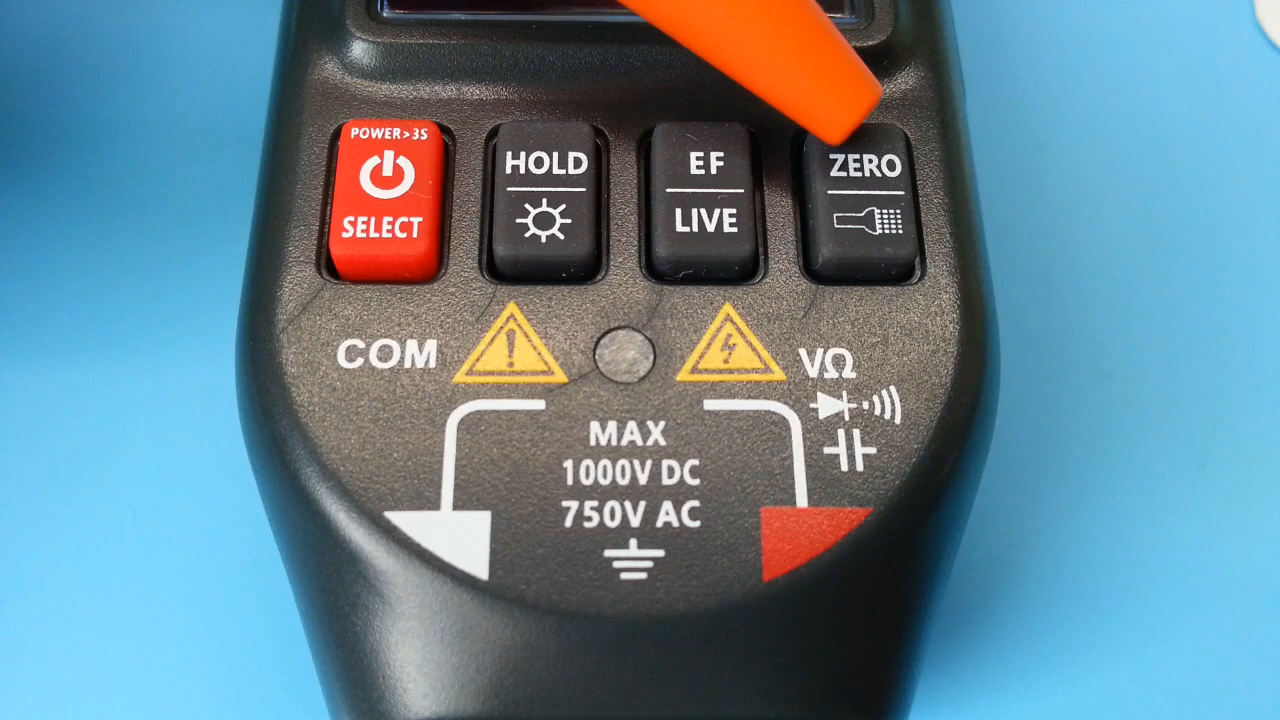 POWER>3S
SELECT
HOLD
EF
LIVE
ZERO
COM
VΩ
MAX
1000V DC
750V AC